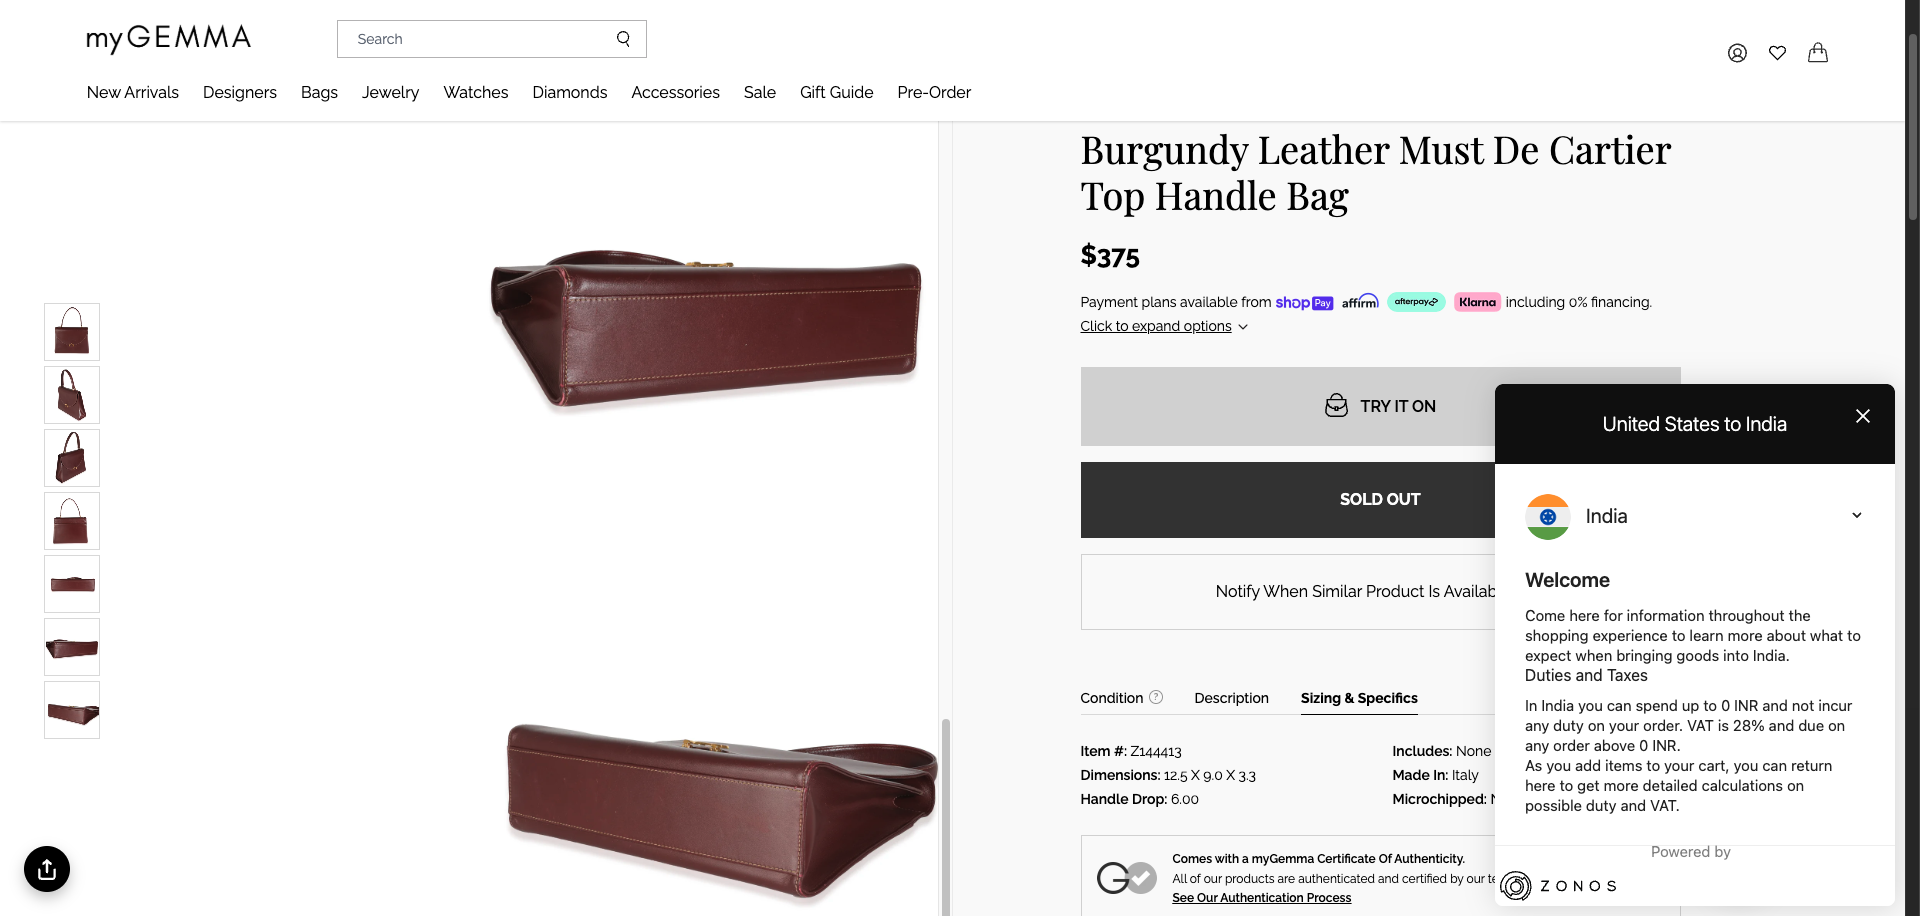 myGEMMA
Search
New Arrivals Designers Bags Jewelry Watches Diamonds Accessories Sale Gift Guide Pre-Order
Burgundy Leather Must De Cartier
Top Handle Bag
$375
Payment plans available from shop Pay affirm afterpay Klarna including 0% financing.
Click to expand options
TRY IT ON
SOLD OUT
Notify When Similar Product Is Availab
Condition ? Description Sizing & Specifics
Item #: Z144413
Dimensions: 12.5 X 9.0 X 3.3
Handle Drop: 6.00
Includes: None
Made In: Italy
Microchipped:
Comes with a myGemma Certificate Of Authenticity.
All of our products are authenticated and certified by our te
See Our Authentication Process
United States to India
India
Welcome
Come here for information throughout the
shopping experience to learn more about what to
expect when bringing goods into India.
Duties and Taxes
In India you can spend up to 0 INR and not incur
any duty on your order. VAT is 28% and due on
any order above 0 INR.
As you add items to your cart, you can return
here to get more detailed calculations on
possible duty and VAT.
Powered by
ZONOS